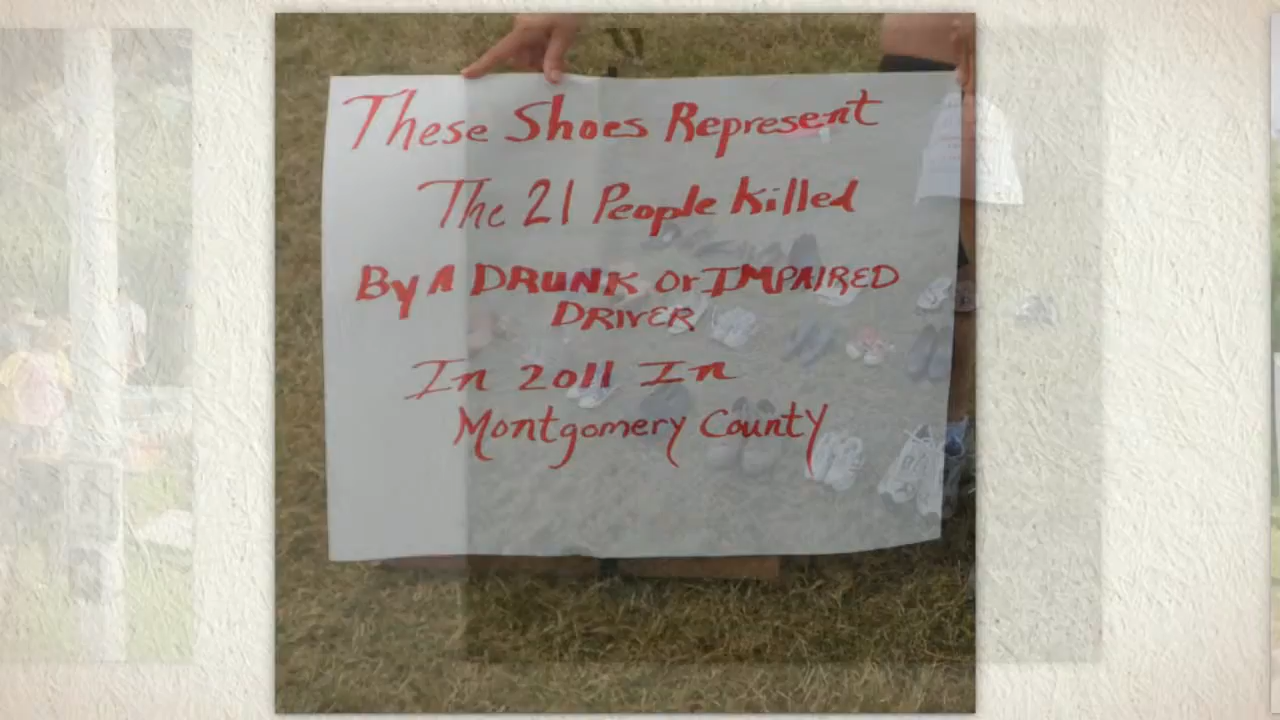 These Shoes Represent
The 21 People Killed
By A DRUNK Or IMPAIRED
DRIVER
In 2011 In
Montgomery County